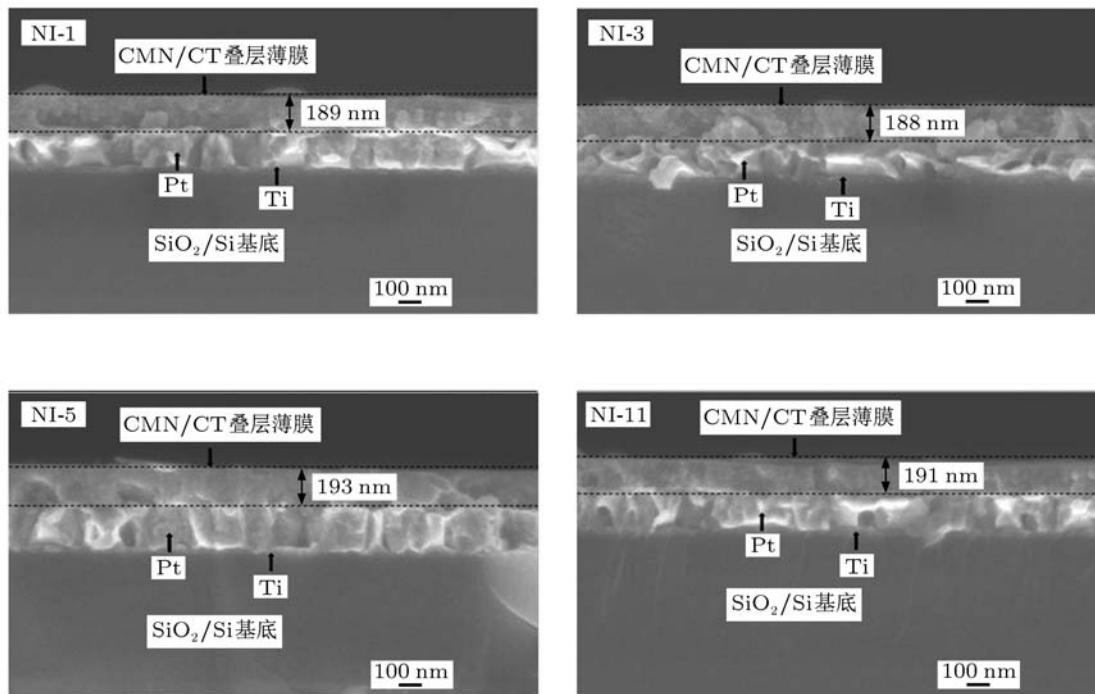 NI-1
CMN/CT叠层薄膜
189 nm
Pt
Ti
SiO₂/Si基底
100 nm
NI-3
CMN/CT叠层薄膜
188 nm
Pt
Ti
SiO₂/Si基底
100 nm
NI-5
CMN/CT叠层薄膜
193 nm
Pt
Ti
SiO₂/Si基底
100 nm
NI-11
CMN/CT叠层薄膜
191 nm
Pt
Ti
SiO₂/Si基底
100 nm